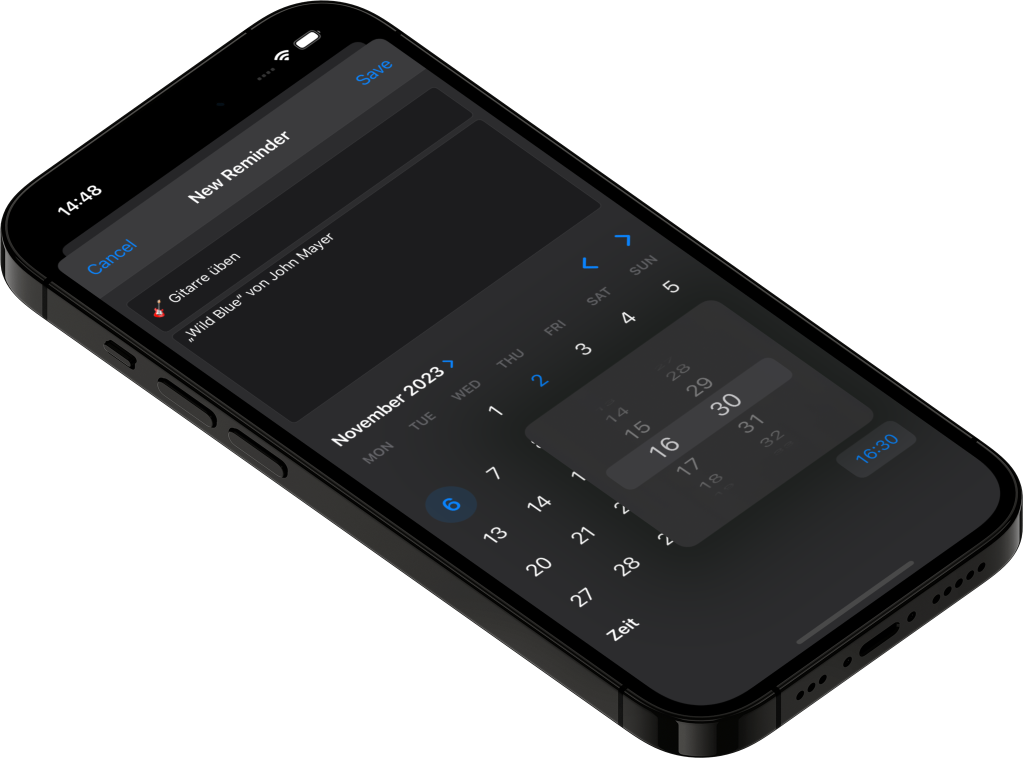 14:48
Cancel New Reminder Save
🎸 Gitarre üben
„Wild Blue“ von John Mayer
November 2023
MON TUE WED THU FRI SAT SUN
1 2 3 4 5
6 7
13 14
20 21
27 28
14 28
15 29
16 30
17 31
18 32
Zeit 16:30